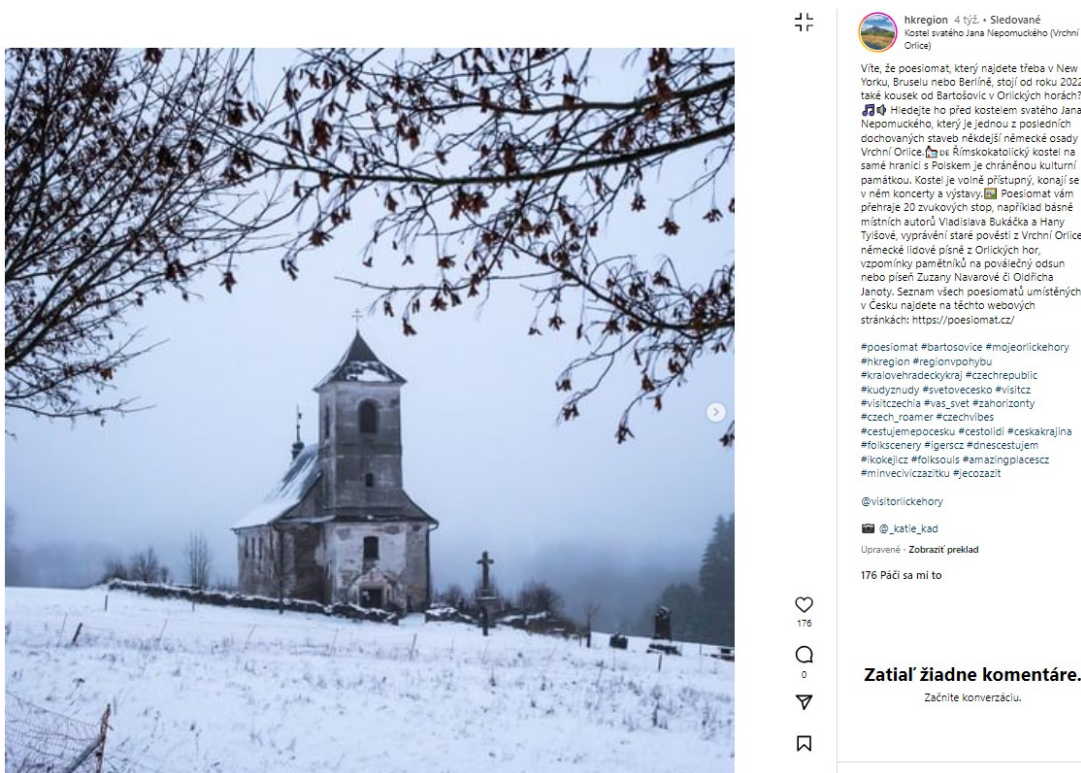 hkregion 4 týž. • Sledované
Kostel svatého Jana Nepomuckého (Vrchní
Orlice)
Víte, že poesiomat, který najdete třeba v New
Yorku, Bruselu nebo Berlíně, stojí od roku 2022
také kousek od Bartošovic v Orlických horách?
Hledejte ho před kostelem svatého Jana
Nepomuckého, který je jednou z posledních
dochovaných staveb někdejší německé osady
Vrchní Orlice. DE Římskokatolický kostel na
samé hranici s Polskem je chráněnou kulturní
památkou. Kostel je volně přístupný, konají se
v něm koncerty a výstavy. Poesiomat vám
přehraje 20 zvukových stop, například básně
místních autorů Vladislava Bukáčka a Hany
Tylšové, vyprávění staré pověsti z Vrchní Orlice
německé lidové písně z Orlických hor,
vzpomínky pamětníků na poválečný odsun
nebo píseň Zuzany Navarové či Oldřicha
Janoty. Seznam všech poesiomatů umístěných
v Česku najdete na těchto webových
stránkách: https://poesiomat.cz/
#poesiomat #bartosovice #mojeorlickehory
#hkregion #regionvpohybu
#kralovehradeckykraj #czechrepublic
#kudyznudy #svetovecesko #visitcz
#visitczechia #vas_svet #zahorizonty
#czech_roamer #czechvibes
#cestujemepocesku #cestolidi #ceskakrajina
#folkscenery #igerscz #dnescestujem
#ikokejlcz #folksouls #amazingplacescz
#minveciviczazitku #jecozazit
@visitorlickehory
@_katie_kad
Upravené · Zobraziť preklad
176 Páči sa mi to
176
0
Zatiaľ žiadne komentáre.
Začnite konverzáciu.